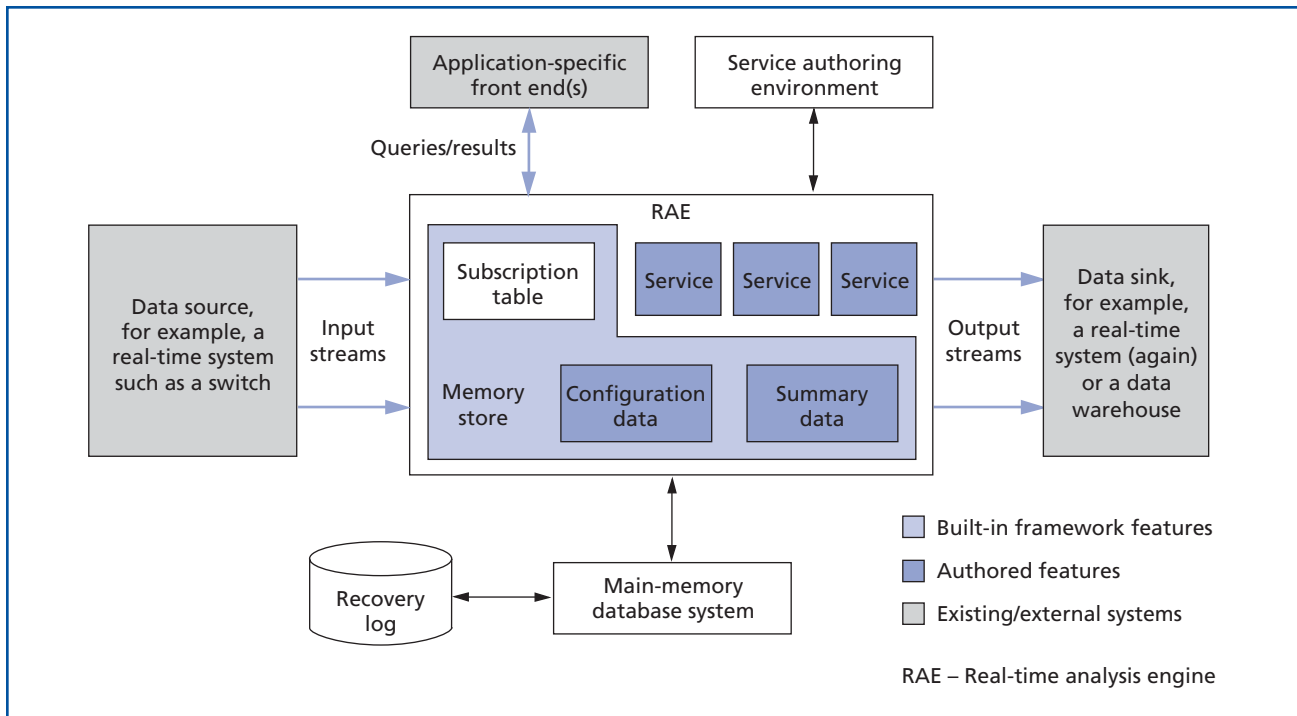 Application-specific
front end(s)
Service authoring
environment
Queries/results
RAE
Data source,
for example, a
real-time system
such as a switch
Input
streams
Subscription
table
Service
Service
Service
Memory
store
Configuration
data
Summary
data
Output
streams
Data sink,
for example,
a real-time
system (again)
or a data
warehouse
Recovery
log
Main-memory
database system
Built-in framework features
Authored features
Existing/external systems
RAE – Real-time analysis engine